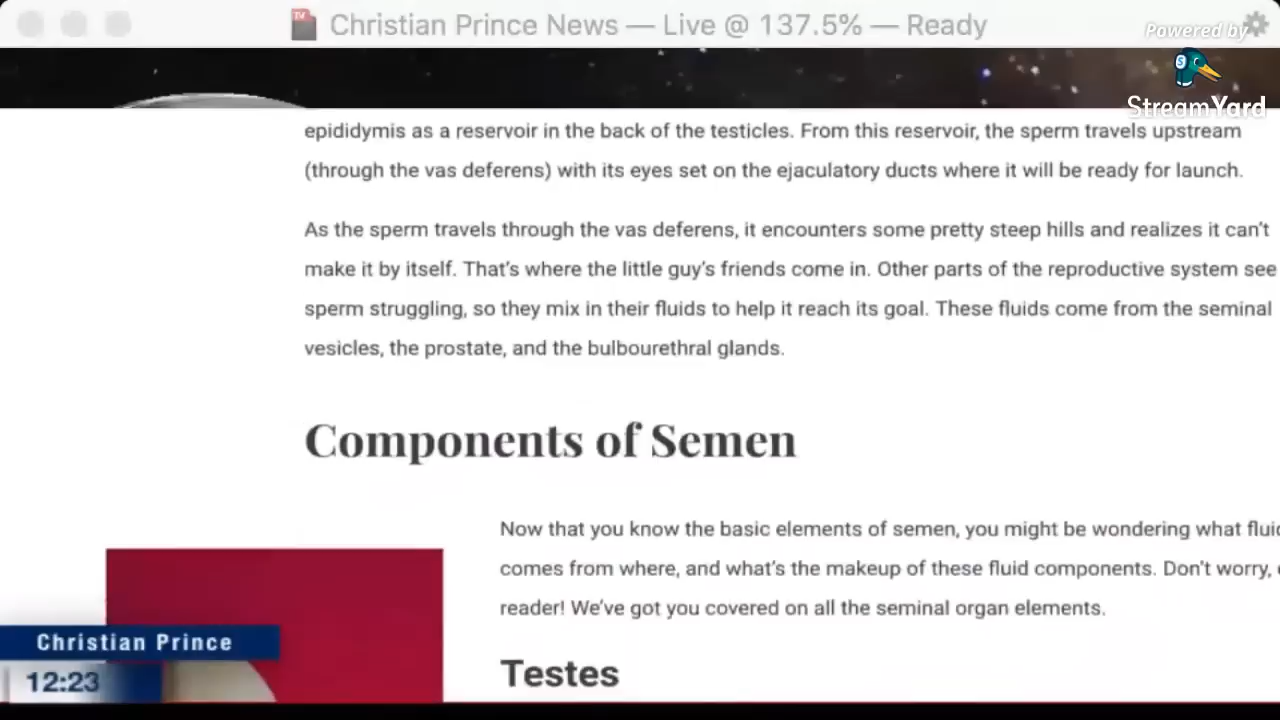 Christian Prince News — Live @ 137.5% — Ready
Powered by
StreamYard
epididymis as a reservoir in the back of the testicles. From this reservoir, the sperm travels upstream
(through the vas deferens) with its eyes set on the ejaculatory ducts where it will be ready for launch.
As the sperm travels through the vas deferens, it encounters some pretty steep hills and realizes it can't
make it by itself. That's where the little guy's friends come in. Other parts of the reproductive system see
sperm struggling, so they mix in their fluids to help it reach its goal. These fluids come from the seminal
vesicles, the prostate, and the bulbourethral glands.
Components of Semen
Now that you know the basic elements of semen, you might be wondering what
comes from where, and what's the makeup of these fluid components. Don't worry,
reader! We've got you covered on all the seminal organ elements.
Testes
Christian Prince
12:23